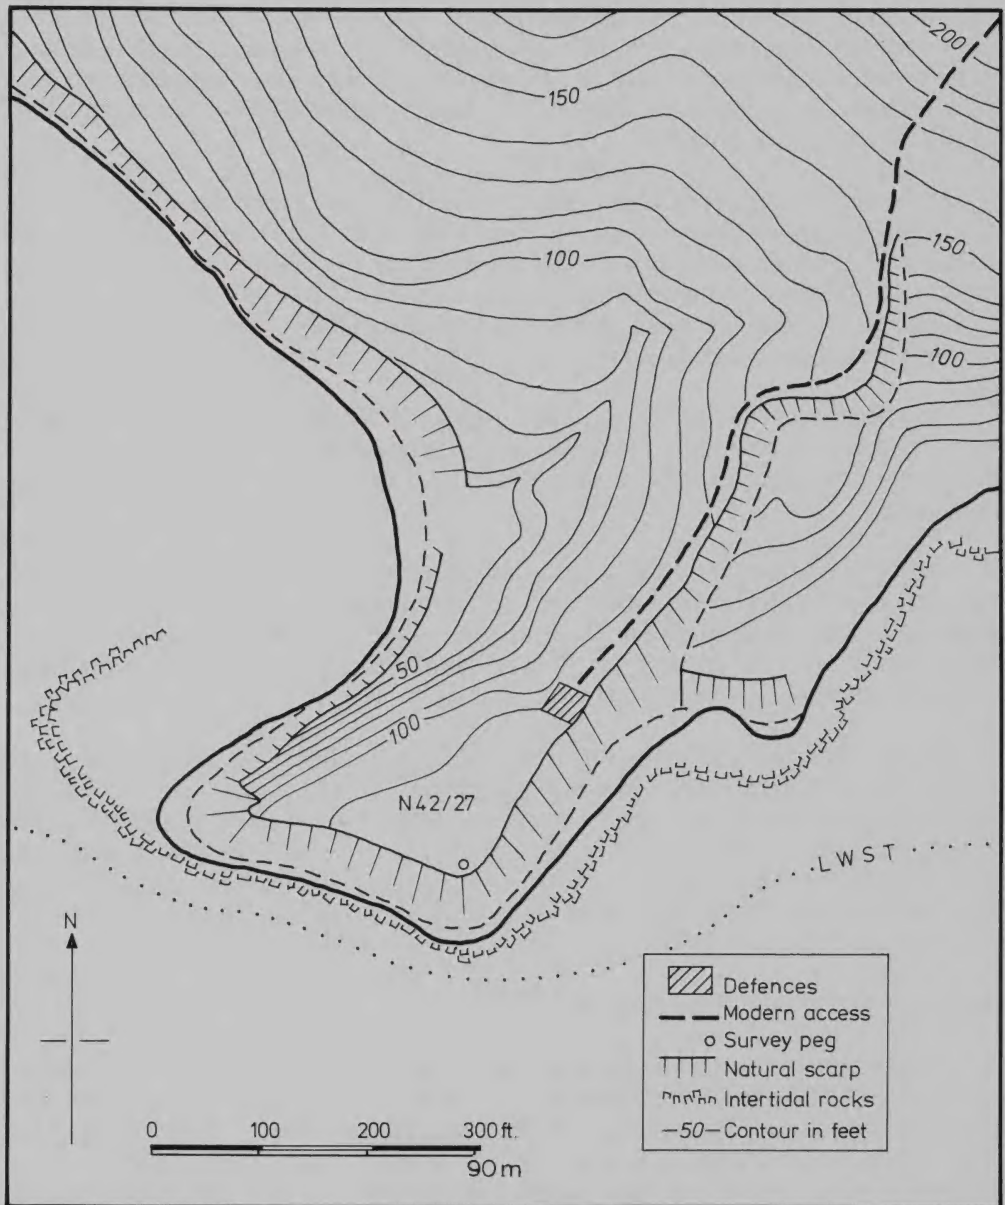 200
150
150
100
100
50
100
N42/27
LWST
N
Defences
Modern access
Survey peg
Natural scarp
Intertidal rocks
-50-Contour in feet
0 100 200 300 ft.
90 m